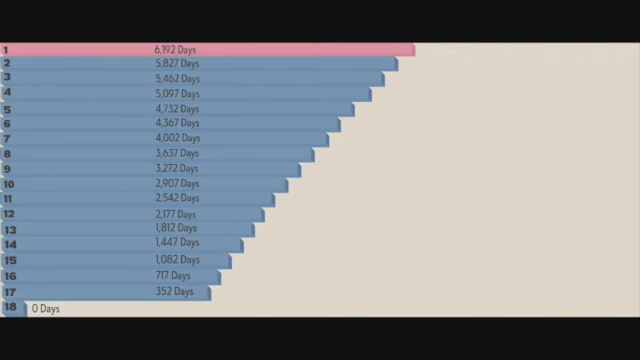 1 6,192 Days
2 5,827 Days
3 5,462 Days
4 5,097 Days
5 4,732 Days
6 4,367 Days
7 4,002 Days
8 3,637 Days
9 3,272 Days
10 2,907 Days
11 2,542 Days
12 2,177 Days
13 1,812 Days
14 1,447 Days
15 1,082 Days
16 717 Days
17 352 Days
18 0 Days